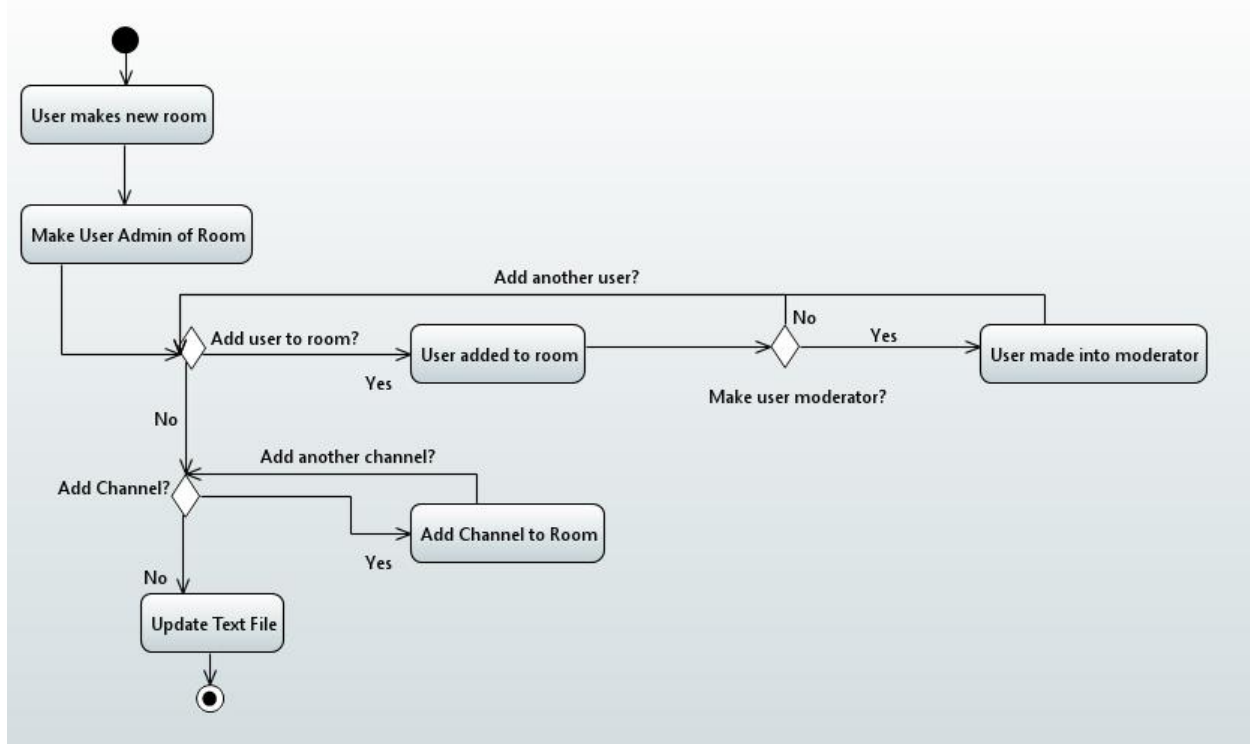 User makes new room
Make User Admin of Room
Add another user?
Add user to room?
Yes
User added to room
No
Yes
Make user moderator?
User made into moderator
No
Add another channel?
Add Channel?
Yes
Add Channel to Room
No
Update Text File